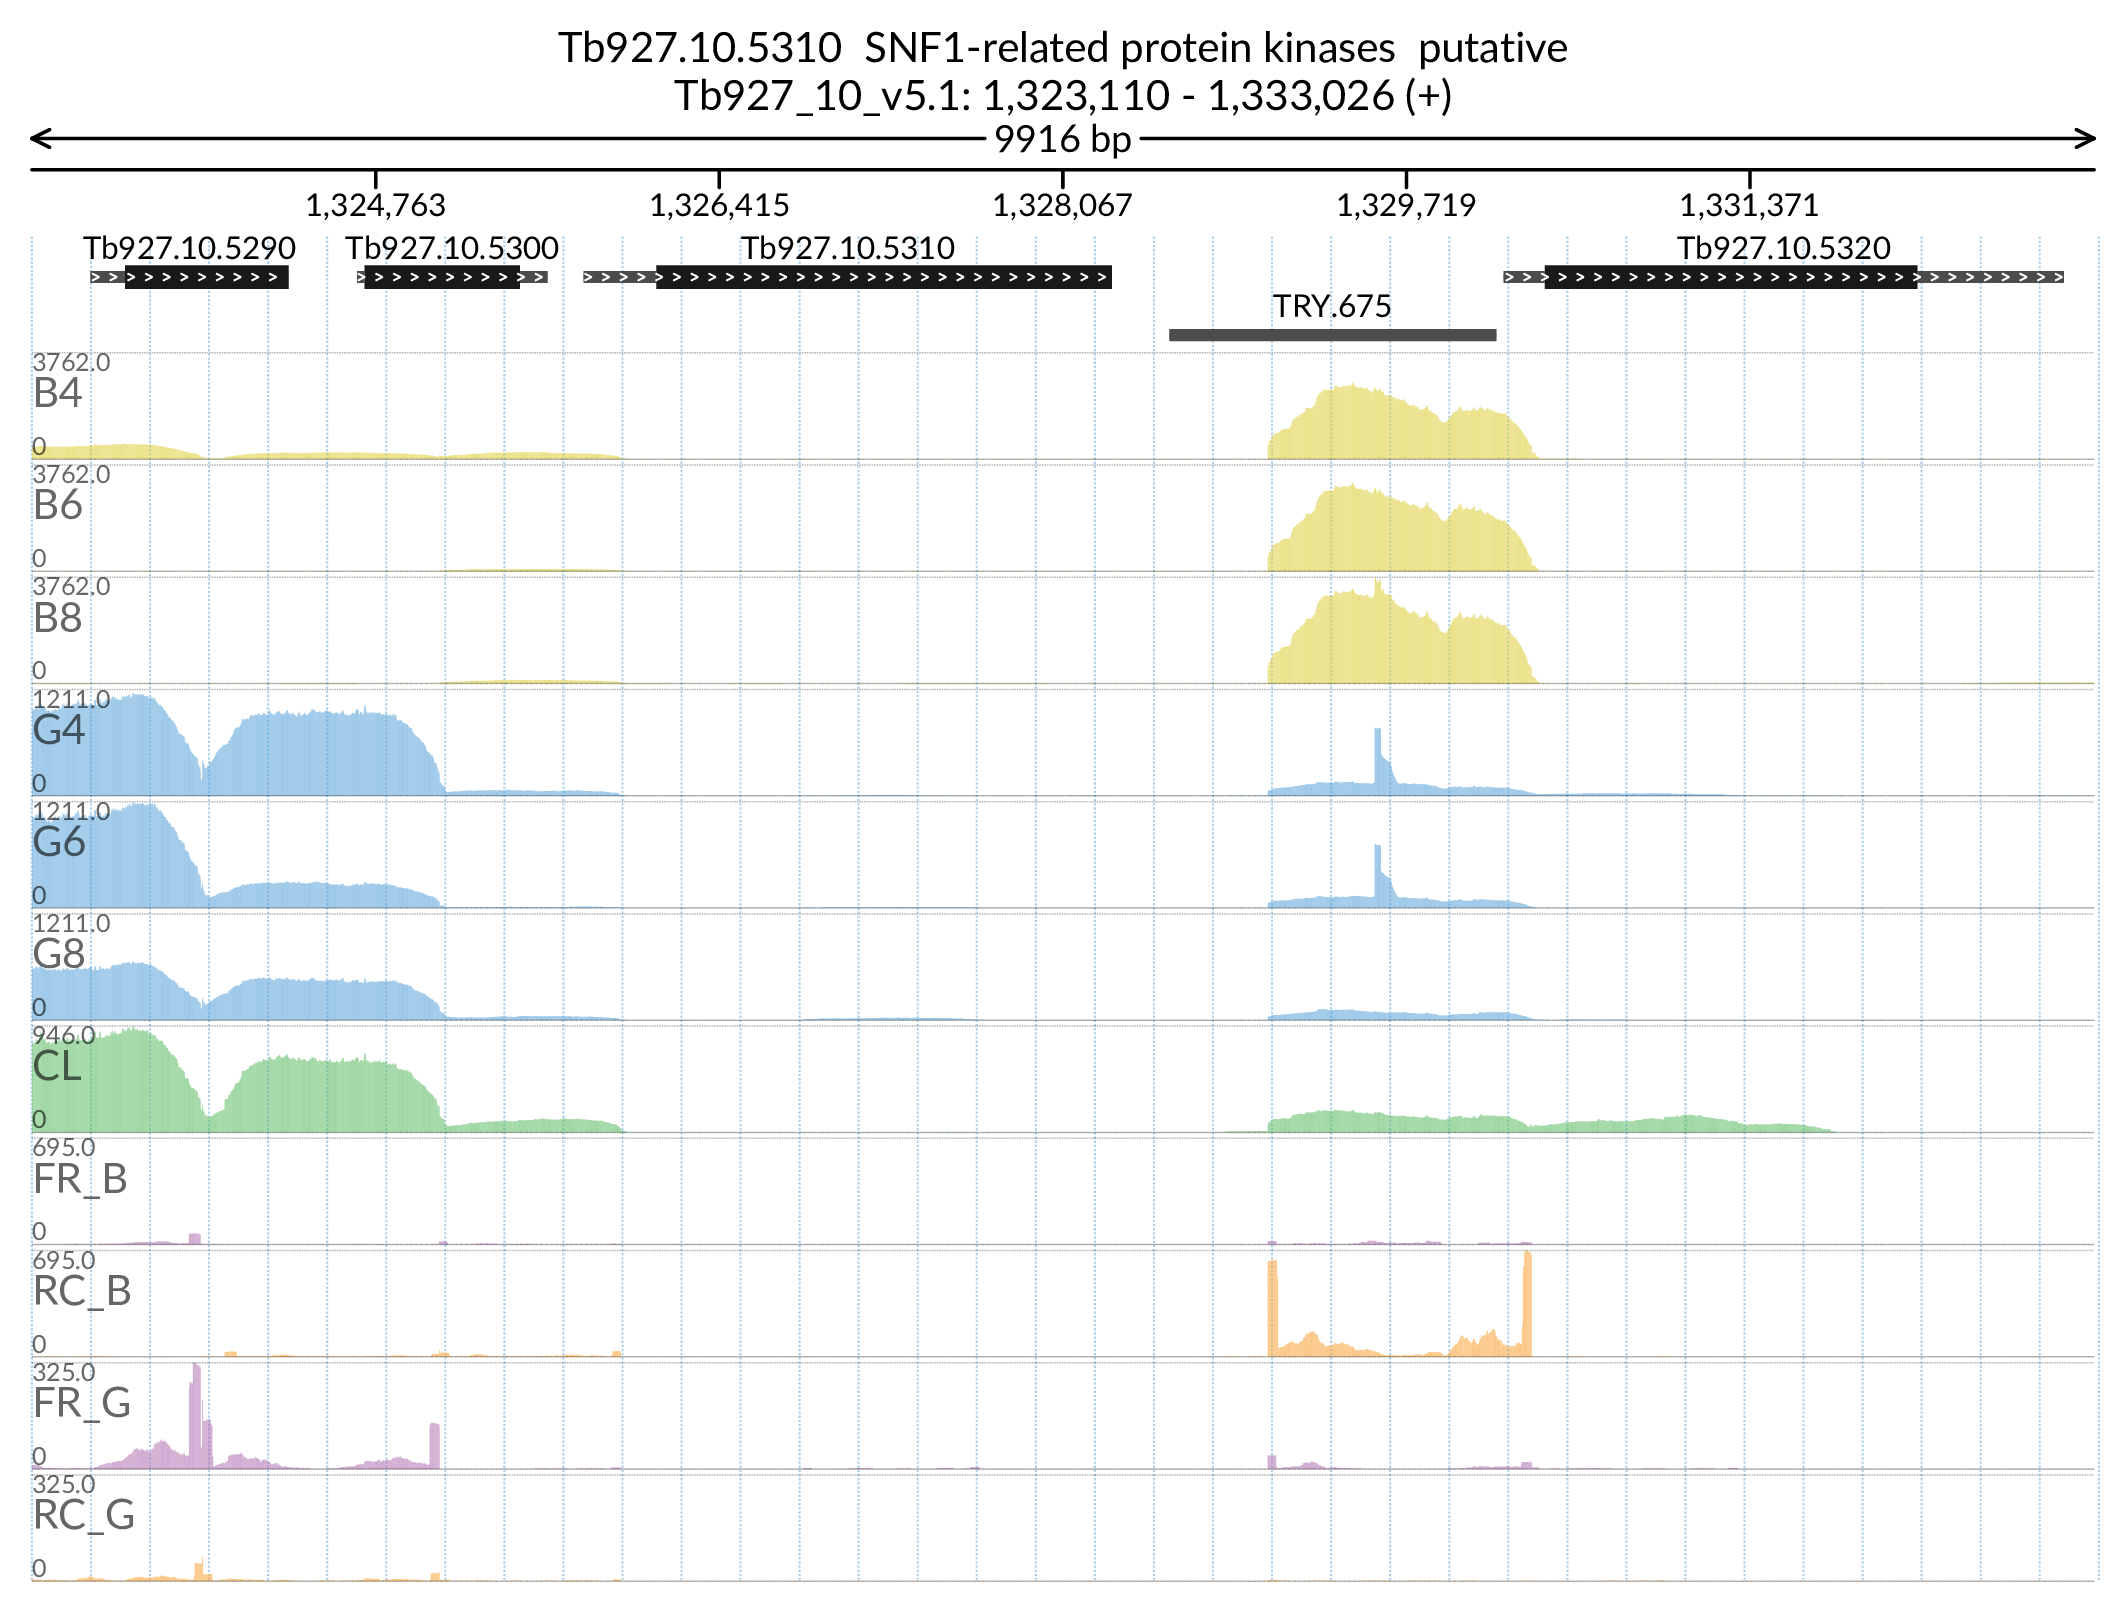 Tb927.10.5310  SNF1-related protein kinases  putative
Tb927_10_v5.1: 1,323,110 - 1,333,026 (+)
9916 bp
1,324,763 1,326,415 1,328,067 1,329,719 1,331,371
Tb927.10.5290 Tb927.10.5300 Tb927.10.5310 Tb927.10.5320
TRY.675
3762.0
B4
0
3762.0
B6
0
3762.0
B8
0
1211.0
G4
0
1211.0
G6
0
1211.0
G8
0
946.0
CL
0
695.0
FR_B
0
695.0
RC_B
0
325.0
FR_G
0
325.0
RC_G
0